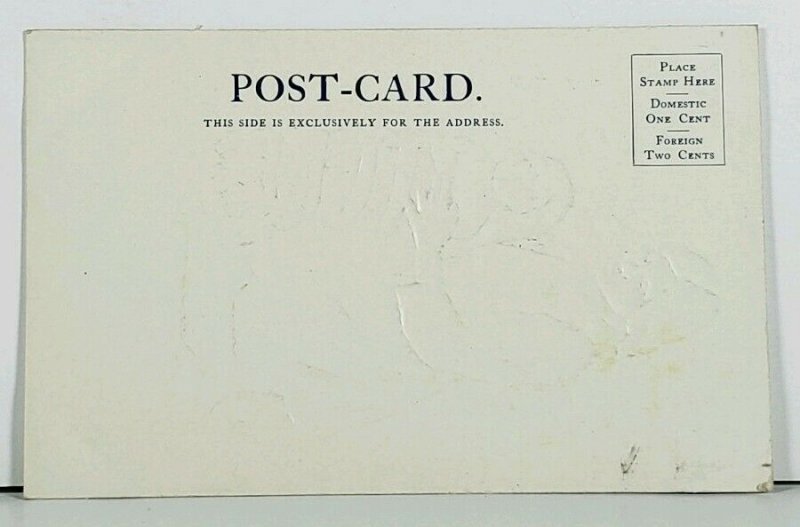 POST-CARD.
THIS SIDE IS EXCLUSIVELY FOR THE ADDRESS.
PLACE
STAMP HERE
DOMESTIC
ONE CENT
FOREIGN
TWO CENTS